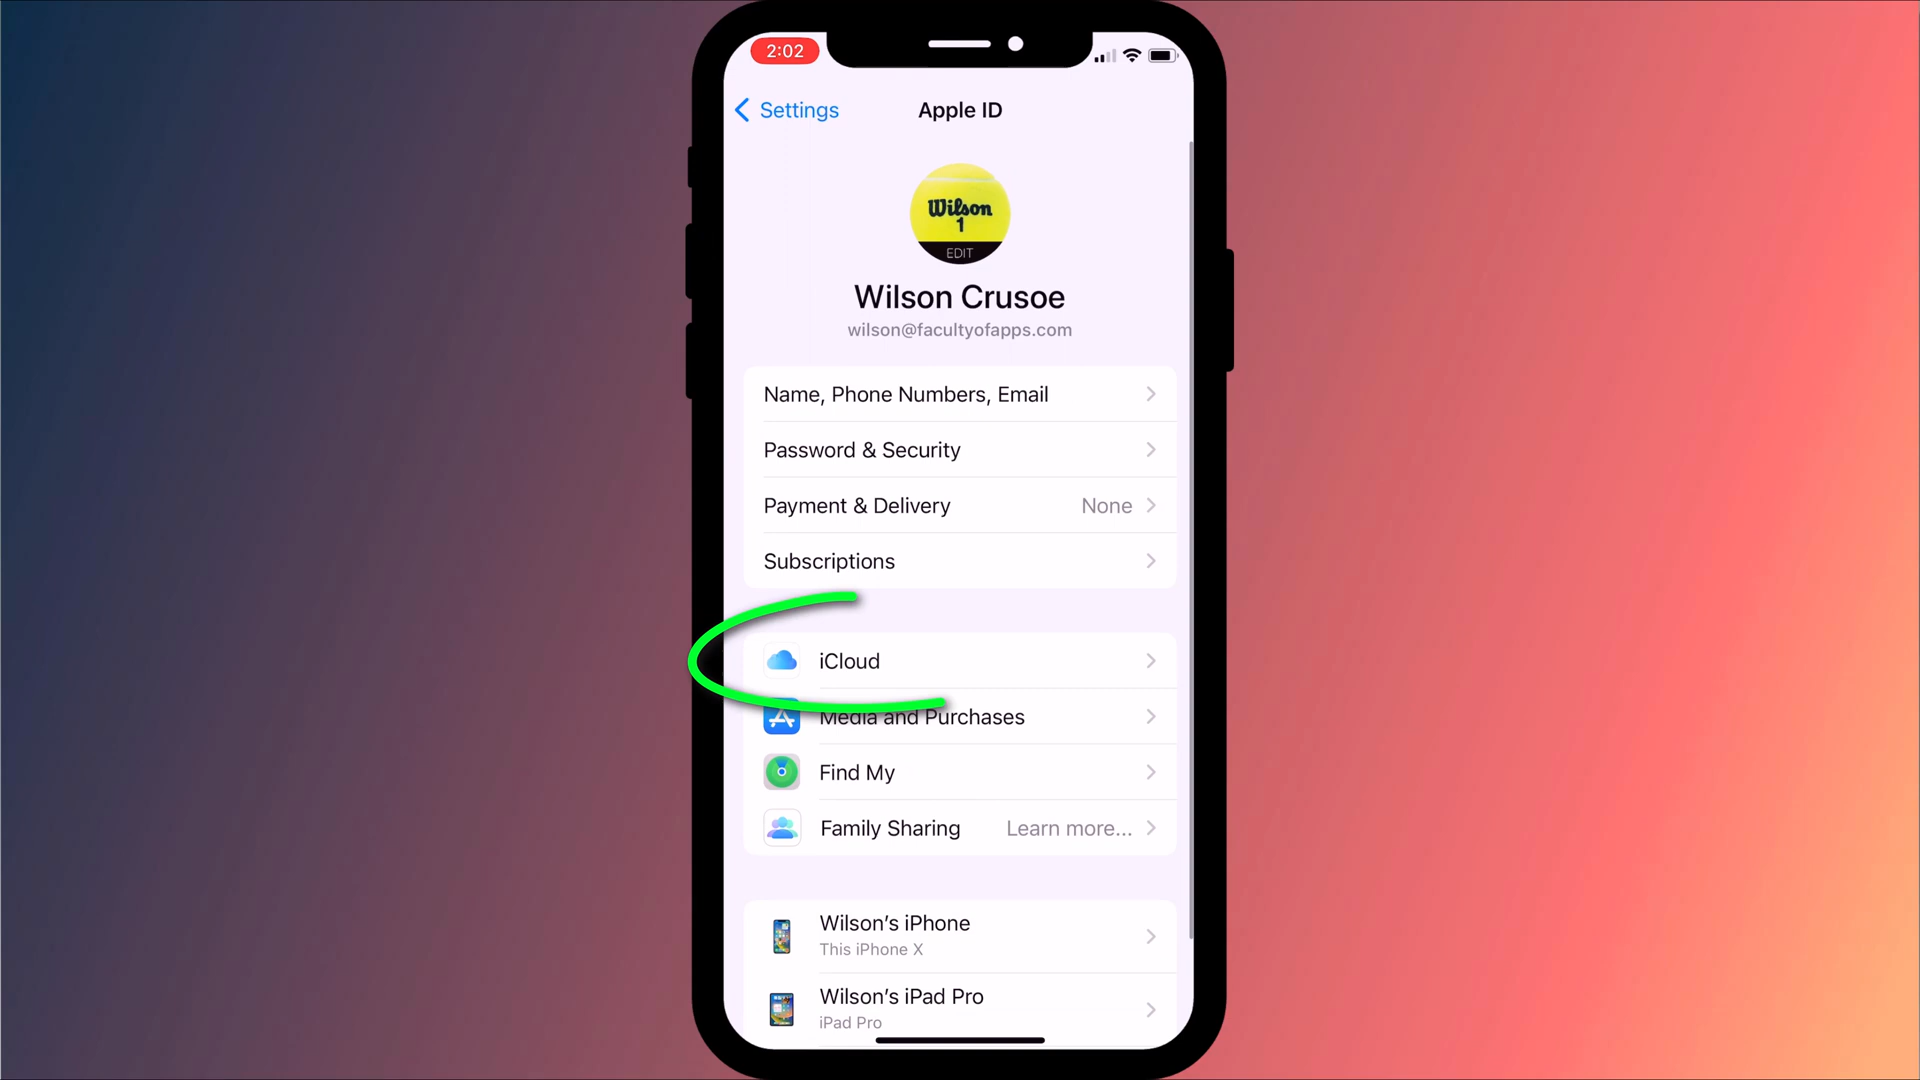 2:02
Settings
Apple ID
Wilson
1
EDIT
Wilson Crusoe
wilson@facultyofapps.com
Name, Phone Numbers, Email
Password & Security
Payment & Delivery None
Subscriptions
iCloud
Media and Purchases
Find My
Family Sharing Learn more...
Wilson’s iPhone
This iPhone X
Wilson’s iPad Pro
iPad Pro